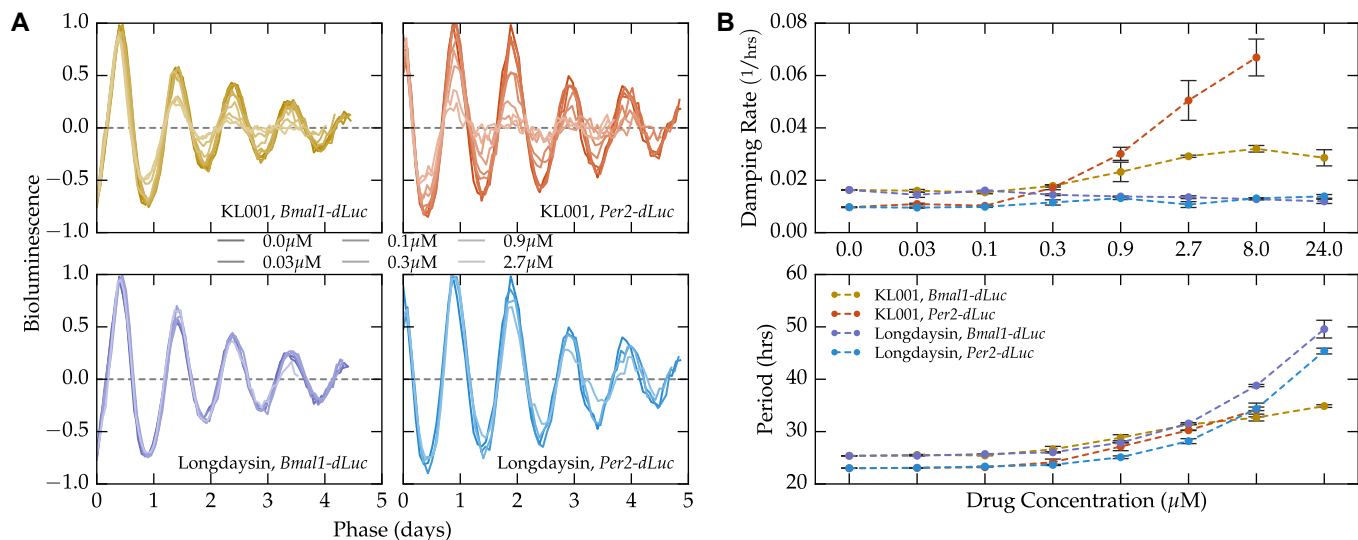 A
Bioluminescence
1.0
0.5
0.0
−0.5
−1.0
KL001, Bmal1-dLuc
KL001, Per2-dLuc
0.0μM
0.1μM
0.9μM
0.03μM
0.3μM
2.7μM
1.0
0.5
0.0
−0.5
−1.0
Longdaysin, Bmal1-dLuc
Longdaysin, Per2-dLuc
0 1 2 3 4 5
0 1 2 3 4 5
Phase (days)
B
Damping Rate (1/hrs)
0.08
0.06
0.04
0.02
0.00
0.0 0.03 0.1 0.3 0.9 2.7 8.0 24.0
Period (hrs)
60
50
40
30
20
KL001, Bmal1-dLuc
KL001, Per2-dLuc
Longdaysin, Bmal1-dLuc
Longdaysin, Per2-dLuc
Drug Concentration (μM)